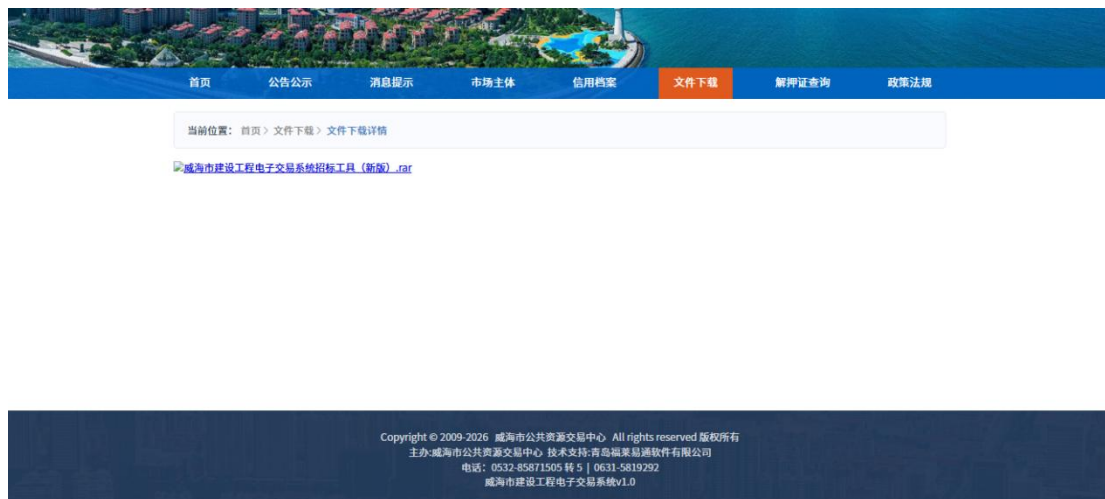 首页 公告公示 消息提示 市场主体 信用档案 文件下载 解押证查询 政策法规
当前位置： 首页> 文件下载> 文件下载详情
威海市建设工程电子交易系统招标工具（新版）.rar
Copyright © 2009-2026 威海市公共资源交易中心 All rights reserved 版权所有
主办:威海市公共资源交易中心 技术支持:青岛福莱易通软件有限公司
电话：0532-85871505 转 5 | 0631-5819292
威海市建设工程电子交易系统v1.0